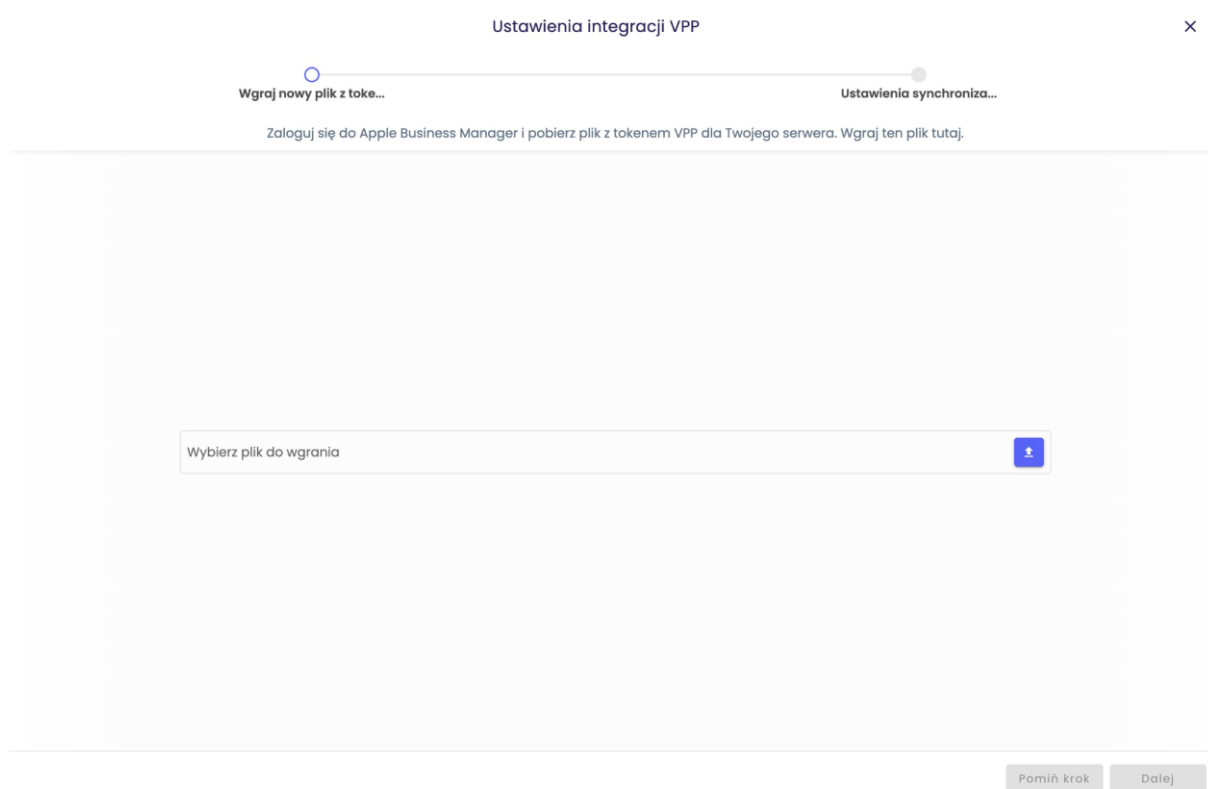 Ustawienia integracji VPP
Wgraj nowy plik z toke...
Ustawienia synchroniza...
Zaloguj się do Apple Business Manager i pobierz plik z tokenem VPP dla Twojego serwera. Wgraj ten plik tutaj.
Wybierz plik do wgrania
Pomiń krok
Dalej